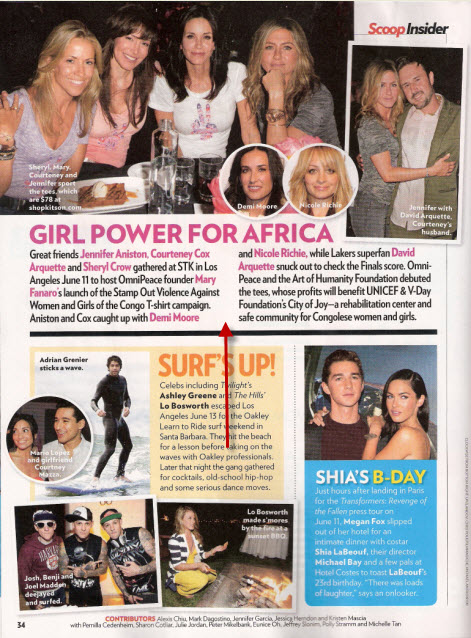 Scoop Insider
Sheryl, Mary,
Courteney and
Jennifer sport
the tees, which
are $78 at
shopkitson.com.
Demi Moore
Nicole Richie
Jennifer with
David Arquette,
Courteney's
husband.
GIRL POWER FOR AFRICA
Great friends Jennifer Aniston, Courteney Cox
Arquette and Sheryl Crow gathered at STK in Los
Angeles June 11 to host OmniPeace founder Mary
Fanaro's launch of the Stamp Out Violence Against
Women and Girls of the Congo T-shirt campaign.
Aniston and Cox caught up with Demi Moore
and Nicole Richie, while Lakers superfan David
Arquette snuck out to check the Finals score. Omni-
Peace and the Art of Humanity Foundation debuted
the tees, whose profits will benefit UNICEF & V-Day
Foundation's City of Joy—a rehabilitation center and
safe community for Congolese women and girls.
Adrian Grenier
sticks a wave.
Mario Lopez
and girlfriend
Courtney
Mazza.
SURF'S UP!
Celebs including Twilight's
Ashley Greene and The Hills'
Lo Bosworth escaped Los
Angeles June 13 for the Oakley
Learn to Ride surf weekend in
Santa Barbara. They hit the beach
for a lesson before taking on the
waves with Oakley professionals.
Later that night the gang gathered
for cocktails, old-school hip-hop
and some serious dance moves.
Josh, Benji and
Joel Madden
deejayed
and surfed.
Lo Bosworth
made s'mores
by the fire at a
sunset BBQ.
SHIA'S B-DAY
Just hours after landing in Paris
for the Transformers: Revenge of
the Fallen press tour on
June 11, Megan Fox slipped
out of her hotel for an
intimate dinner with costar
Shia LaBeouf, their director
Michael Bay and a few pals at
Hotel Costes to toast LaBeouf's
23rd birthday. "There was loads
of laughter," says an onlooker.
34
CONTRIBUTORS Alexis Chiu, Mark Dagostino, Jennifer Garcia, Jessica Herndon and Kristen Mascia
with Pernilla Cedenheim, Sharon Cotliar, Julie Jordan, Peter Mikelbank, Eunice Oh, Jeffrey Slonim, Polly Stramm and Michelle Tan